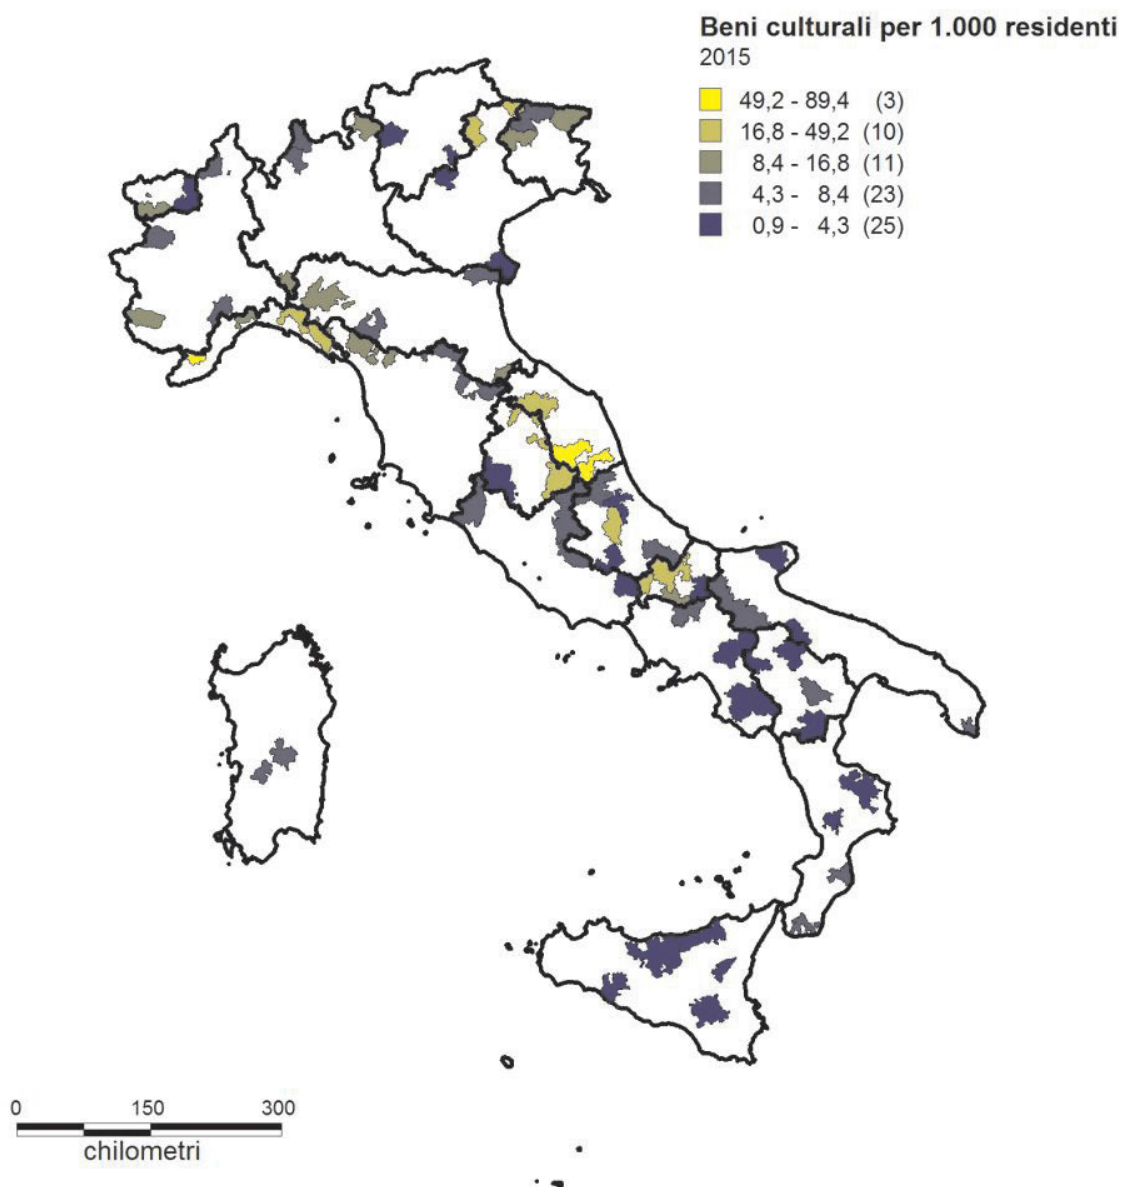 Beni culturali per 1.000 residenti
2015
49,2 - 89,4 (3)
16,8 - 49,2 (10)
8,4 - 16,8 (11)
4,3 - 8,4 (23)
0,9 - 4,3 (25)
0 150 300
chilometri